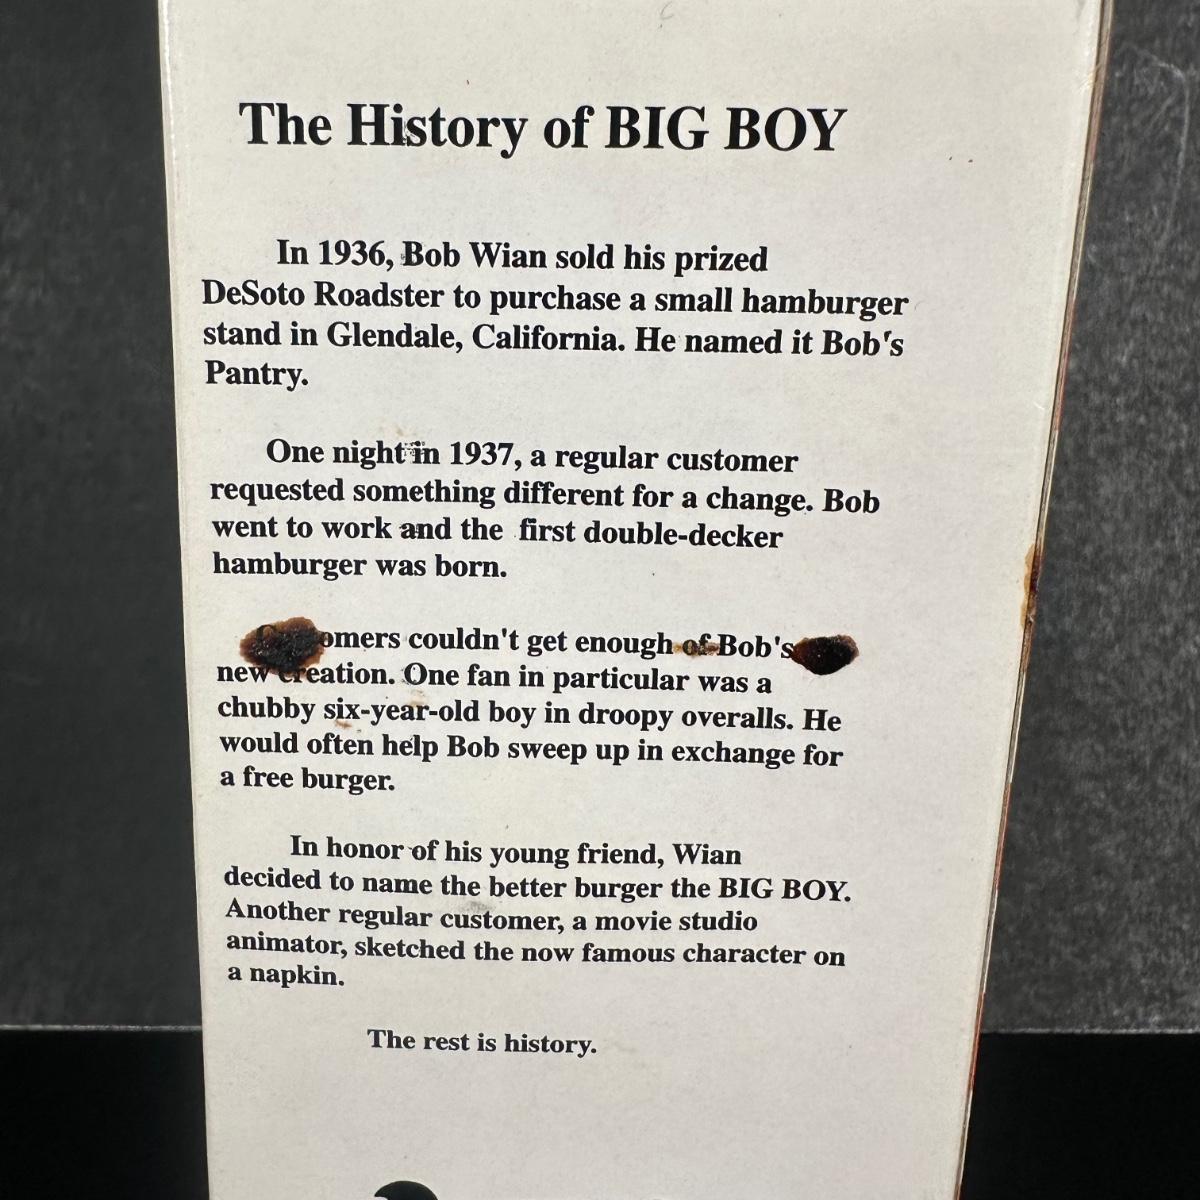 The History of BIG BOY
In 1936, Bob Wian sold his prized
DeSoto Roadster to purchase a small hamburger
stand in Glendale, California. He named it Bob's
Pantry.
One night in 1937, a regular customer
requested something different for a change. Bob
went to work and the first double-decker
hamburger was born.
Customers couldn't get enough of Bob's
new creation. One fan in particular was a
chubby six-year-old boy in droopy overalls. He
would often help Bob sweep up in exchange for
a free burger.
In honor of his young friend, Wian
decided to name the better burger the BIG BOY.
Another regular customer, a movie studio
animator, sketched the now famous character on
a napkin.
The rest is history.